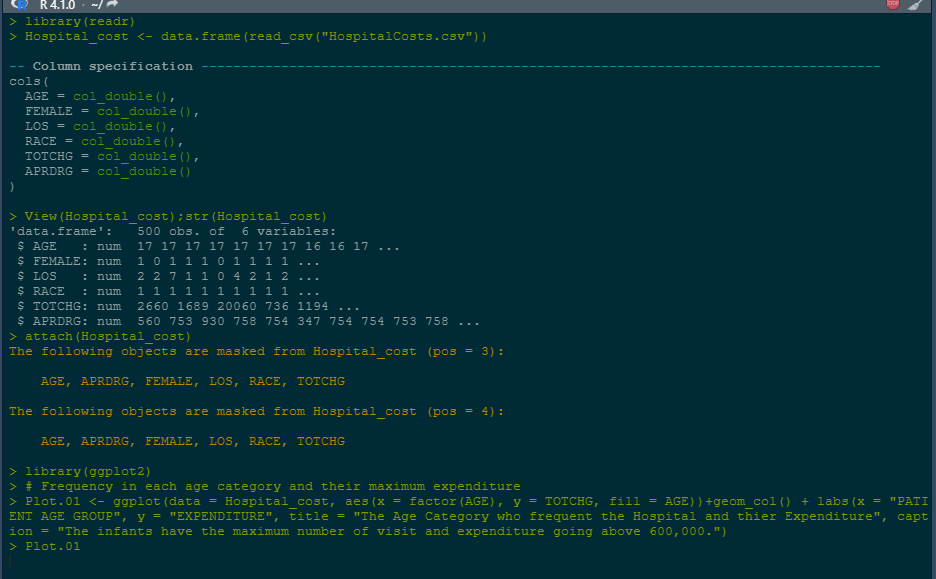 R 4.1.0 · ~/
> library(readr)
> Hospital_cost <- data.frame(read_csv("HospitalCosts.csv"))
-- Column specification -------------------------------------------------------------------------------------
cols(
  AGE = col_double(),
  FEMALE = col_double(),
  LOS = col_double(),
  RACE = col_double(),
  TOTCHG = col_double(),
  APRDRG = col_double()
)
> View(Hospital_cost);str(Hospital_cost)
'data.frame':   500 obs. of  6 variables:
 $ AGE   : num  17 17 17 17 17 17 17 16 16 17 ...
 $ FEMALE: num  1 0 1 1 1 0 1 1 1 1 ...
 $ LOS   : num  2 2 7 1 1 0 4 2 1 2 ...
 $ RACE  : num  1 1 1 1 1 1 1 1 1 1 ...
 $ TOTCHG: num  2660 1689 20060 736 1194 ...
 $ APRDRG: num  560 753 930 758 754 347 754 754 753 758 ...
> attach(Hospital_cost)
The following objects are masked from Hospital_cost (pos = 3):
    AGE, APRDRG, FEMALE, LOS, RACE, TOTCHG
The following objects are masked from Hospital_cost (pos = 4):
    AGE, APRDRG, FEMALE, LOS, RACE, TOTCHG
> library(ggplot2)
> # Frequency in each age category and their maximum expenditure
> Plot.01 <- ggplot(data = Hospital_cost, aes(x = factor(AGE), y = TOTCHG, fill = AGE))+geom_col() + labs(x = "PATI
ENT AGE GROUP", y = "EXPENDITURE", title = "The Age Category who frequent the Hospital and thier Expenditure", capt
ion = "The infants have the maximum number of visit and expenditure going above 600,000.")
> Plot.01